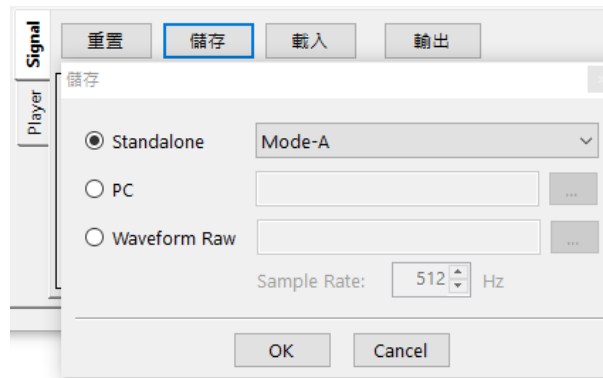 Signal
Player
重置 儲存 載入 輸出
儲存
Standalone Mode-A
PC ...
Waveform Raw ...
Sample Rate: 512 Hz
OK Cancel